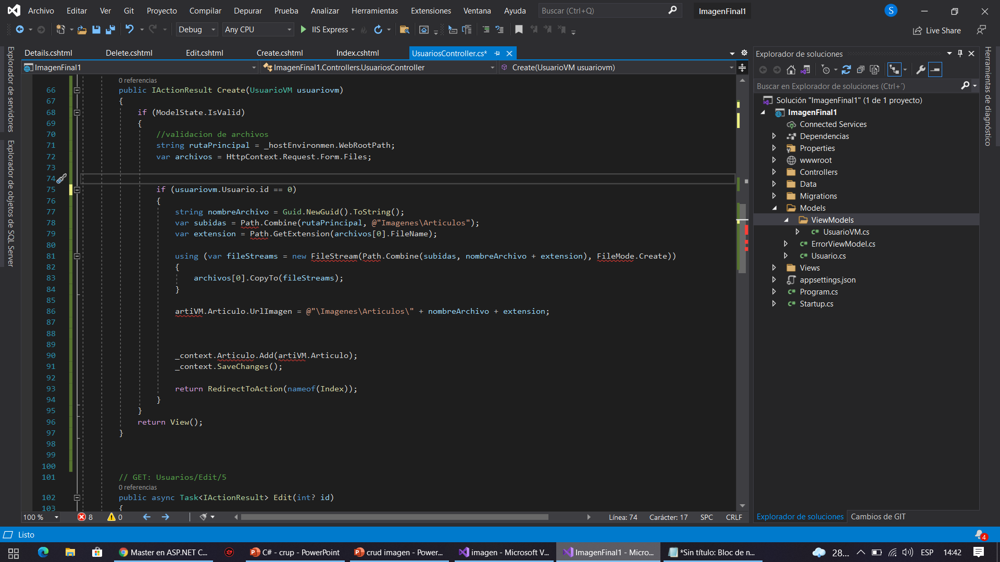 Archivo Editar Ver Git Proyecto Compilar Depurar Prueba Analizar Herramientas Extensiones Ventana Ayuda Buscar (Ctrl+Q) ImagenFinal1 S
Debug Any CPU IIS Express Live Share
Explorador de servidores
Explorador de objetos de SQL Server
Details.cshtml Delete.cshtml Edit.cshtml Create.cshtml Index.cshtml UsuariosController.cs*
ImagenFinal1 ImagenFinal1.Controllers.UsuariosController Create(UsuarioVM usuariovm)
0 referencias
66 public IActionResult Create(UsuarioVM usuariovm)
67 {
68 if (ModelState.IsValid)
69 {
70 //validacion de archivos
71 string rutaPrincipal = _hostEnvironmen.WebRootPath;
72 var archivos = HttpContext.Request.Form.Files;
73
74
75 if (usuariovm.Usuario.id == 0)
76 {
77 string nombreArchivo = Guid.NewGuid().ToString();
78 var subidas = Path.Combine(rutaPrincipal, @"Imagenes\Articulos");
79 var extension = Path.GetExtension(archivos[0].FileName);
80
81 using (var fileStreams = new FileStream(Path.Combine(subidas, nombreArchivo + extension), FileMode.Create))
82 {
83 archivos[0].CopyTo(fileStreams);
84 }
85
86 artiVM.Articulo.UrlImagen = @"\Imagenes\Articulos\" + nombreArchivo + extension;
87
88
89
90 _context.Articulo.Add(artiVM.Articulo);
91 _context.SaveChanges();
92
93 return RedirectToAction(nameof(Index));
94 }
95 }
96 return View();
97 }
98
99
100
101 // GET: Usuarios/Edit/5
0 referencias
102 public async Task<IActionResult> Edit(int? id)
103 {
100 % 8 0 Línea: 74 Carácter: 17 SPC CRLF
Explorador de soluciones
Buscar en Explorador de soluciones (Ctrl+´)
Solución "ImagenFinal1" (1 de 1 proyecto)
ImagenFinal1
Connected Services
Dependencias
Properties
wwwroot
Controllers
Data
Migrations
Models
ViewModels
C# UsuarioVM.cs
C# ErrorViewModel.cs
C# Usuario.cs
Views
appsettings.json
C# Program.cs
C# Startup.cs
Explorador de soluciones Cambios de GIT
Herramientas de diagnóstico
Listo 4
Master en ASP.NET C... C# - crup - PowerPoint crud imagen - Power... imagen - Microsoft V... ImagenFinal1 - Micro... *Sin título: Bloc de n... 28... ESP 14:42